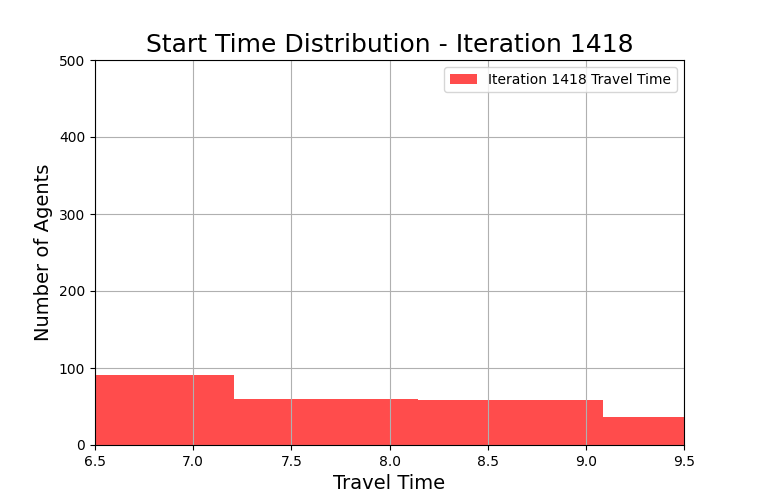 Start Time Distribution - Iteration 1418
Iteration 1418 Travel Time
Number of Agents
500
400
300
200
100
0
6.5 7.0 7.5 8.0 8.5 9.0 9.5
Travel Time